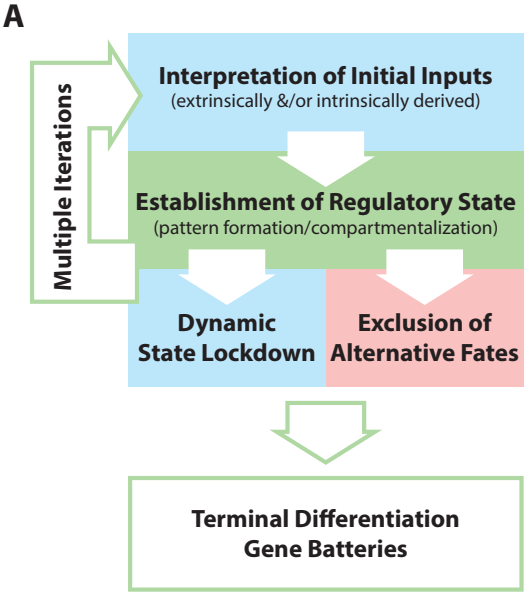 A
Multiple Iterations
Interpretation of Initial Inputs
(extrinsically &/or intrinsically derived)
Establishment of Regulatory State
(pattern formation/compartmentalization)
Dynamic
State Lockdown
Exclusion of
Alternative Fates
Terminal Differentiation
Gene Batteries